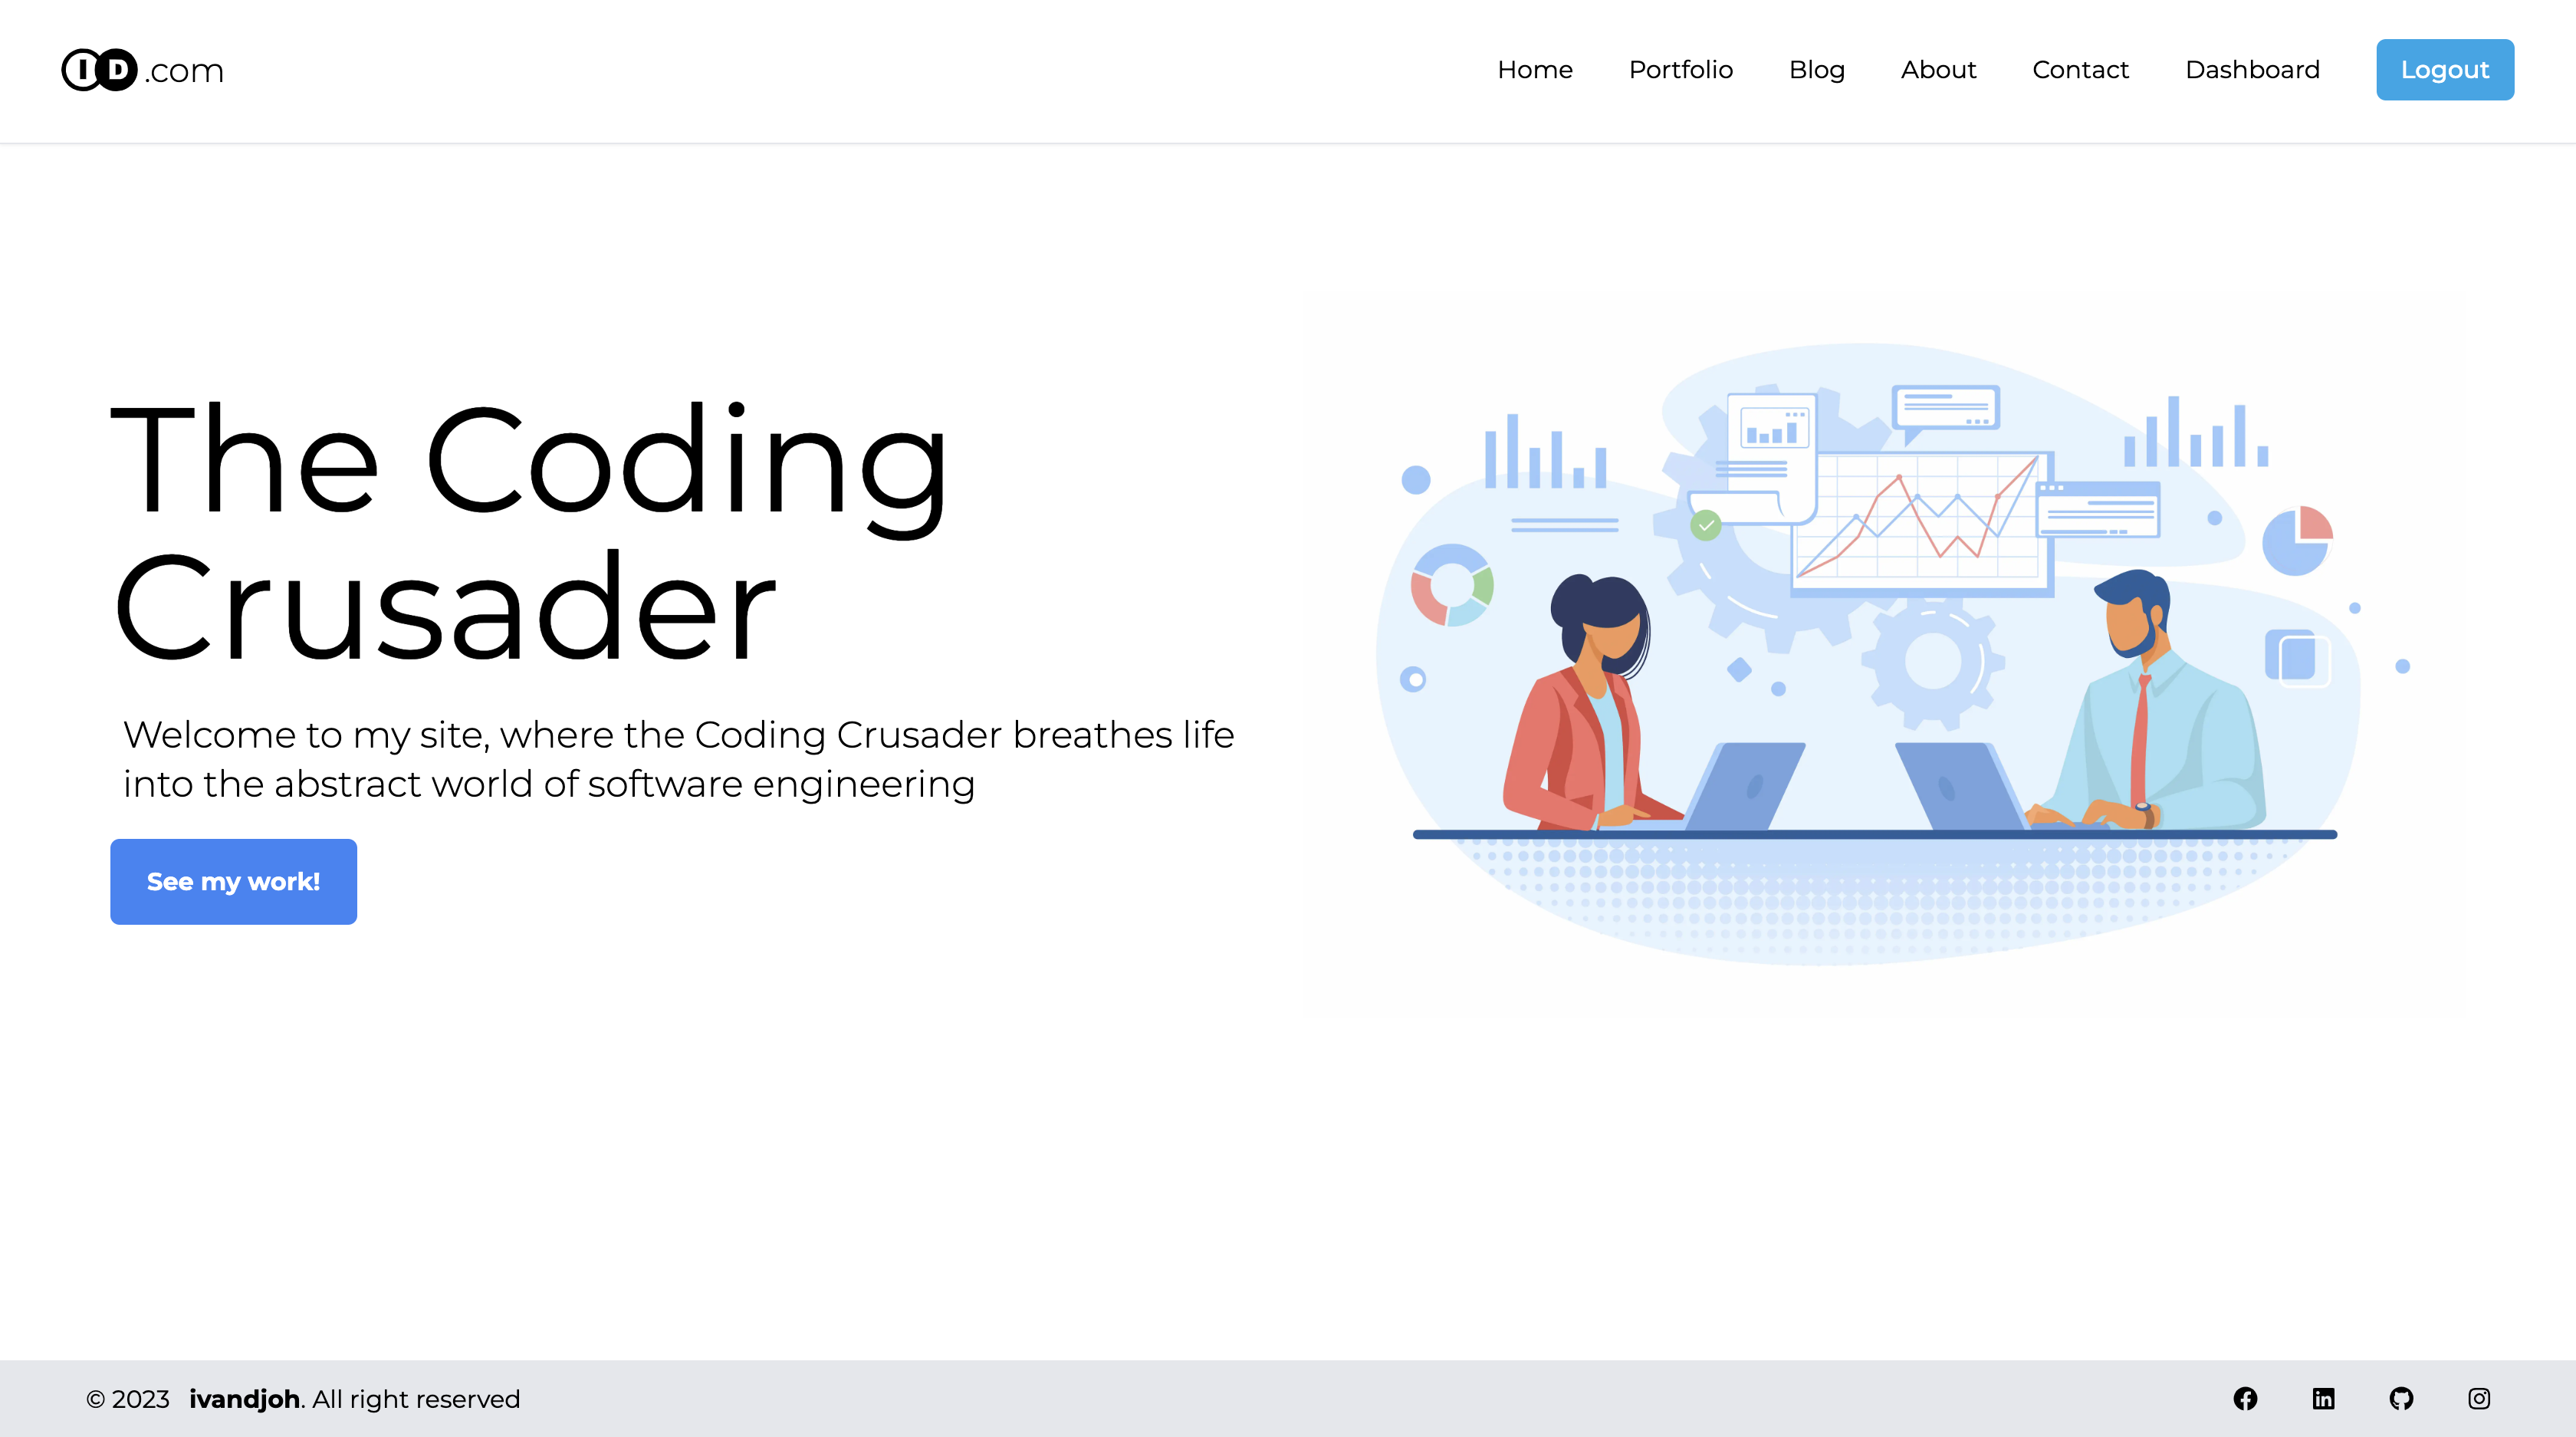 ID.com
Home Portfolio Blog About Contact Dashboard Logout
The Coding
Crusader
Welcome to my site, where the Coding Crusader breathes life
into the abstract world of software engineering
See my work!
© 2023 ivandjoh. All right reserved